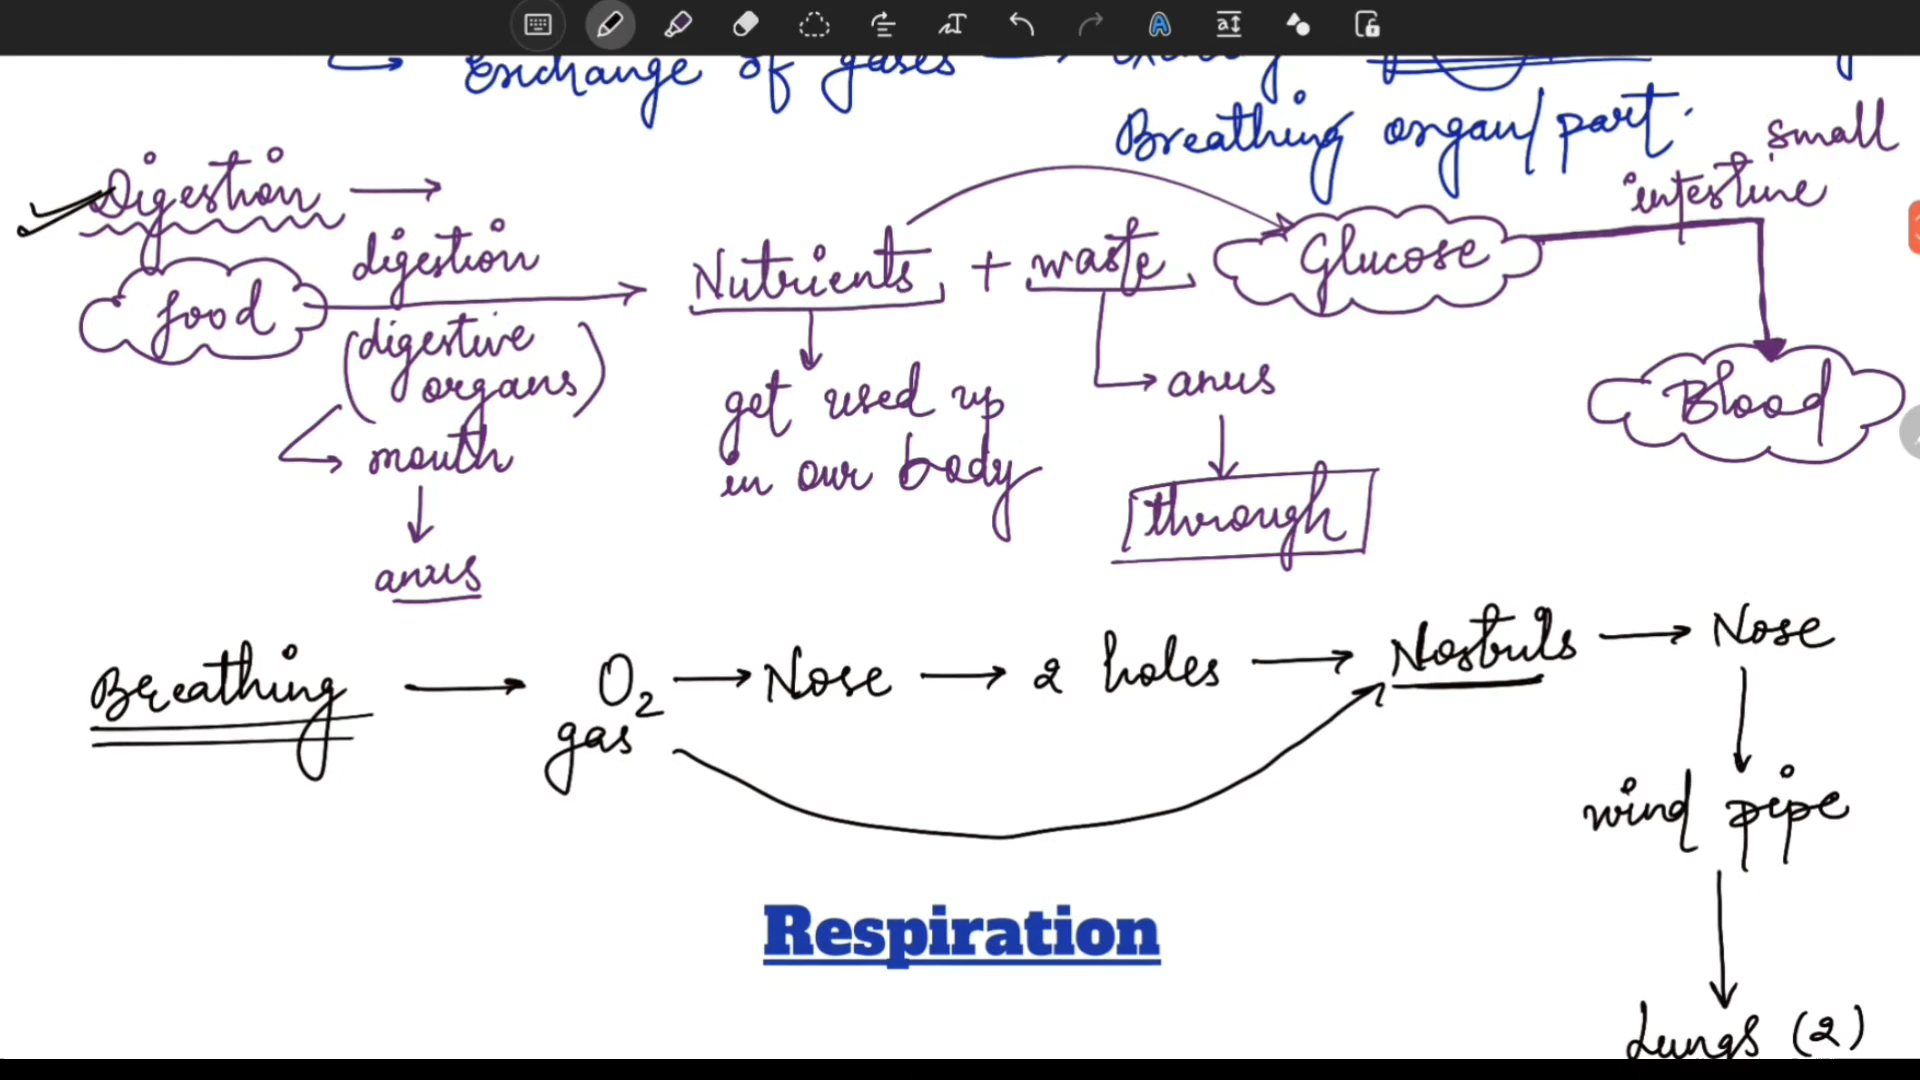 Exchange of gases
Breathing organ/part.
Digestion →
small
intestine
food
digestion
(digestive
organs)
Nutrients + waste
Glucose
mouth
get used up
in our body
anus
Blood
through
anus
Breathing → O2 → Nose → 2 holes → Nostrils → Nose
gas
wind pipe
Respiration
Lungs (2)